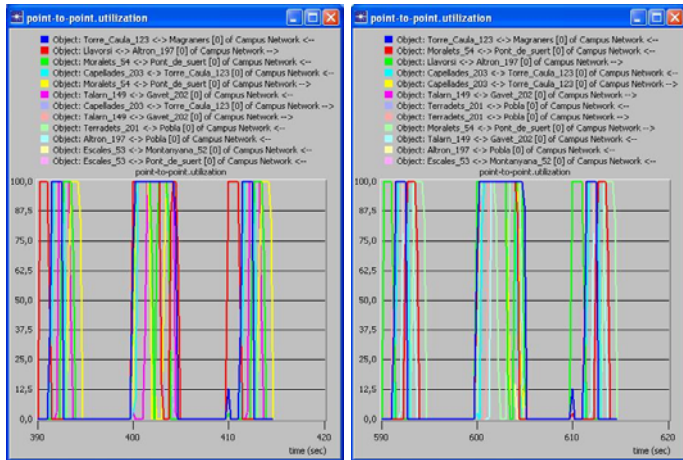 point-to-point.utilization
Object: Torre_Caula_123 <-> Magraners [0] of Campus Network <--
Object: Llavorsi <-> Altron_197 [0] of Campus Network -->
Object: Moralets_54 <-> Pont_de_suert [0] of Campus Network <--
Object: Capellades_203 <-> Torre_Caula_123 [0] of Campus Network <--
Object: Moralets_54 <-> Pont_de_suert [0] of Campus Network -->
Object: Talarn_149 <-> Gavet_202 [0] of Campus Network <--
Object: Capellades_203 <-> Torre_Caula_123 [0] of Campus Network -->
Object: Talarn_149 <-> Gavet_202 [0] of Campus Network -->
Object: Terradets_201 <-> Pobla [0] of Campus Network <--
Object: Altron_197 <-> Pobla [0] of Campus Network <--
Object: Escales_53 <-> Montanyana_52 [0] of Campus Network <--
Object: Escales_53 <-> Pont_de_suert [0] of Campus Network -->
point-to-point.utilization
100,0
87,5
75,0
62,5
50,0
37,5
25,0
12,5
0,0
390
400
410
420
time (sec)
point-to-point.utilization
Object: Torre_Caula_123 <-> Magraners [0] of Campus Network <--
Object: Moralets_54 <-> Pont_de_suert [0] of Campus Network -->
Object: Llavorsi <-> Altron_197 [0] of Campus Network -->
Object: Capellades_203 <-> Torre_Caula_123 [0] of Campus Network <--
Object: Capellades_203 <-> Torre_Caula_123 [0] of Campus Network -->
Object: Talarn_149 <-> Gavet_202 [0] of Campus Network -->
Object: Terradets_201 <-> Pobla [0] of Campus Network <--
Object: Terradets_201 <-> Pobla [0] of Campus Network -->
Object: Moralets_54 <-> Pont_de_suert [0] of Campus Network <--
Object: Talarn_149 <-> Gavet_202 [0] of Campus Network <--
Object: Altron_197 <-> Pobla [0] of Campus Network <--
Object: Escales_53 <-> Montanyana_52 [0] of Campus Network <--
point-to-point.utilization
100,0
87,5
75,0
62,5
50,0
37,5
25,0
12,5
0,0
590
600
610
620
time (sec)